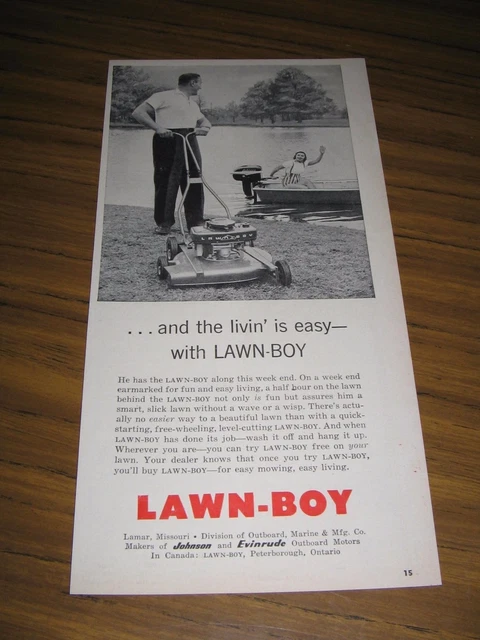 LAWN-BOY
. . . and the livin' is easy—
with LAWN-BOY
He has the LAWN-BOY along this week end. On a week end
earmarked for fun and easy living, a half hour on the lawn
behind the LAWN-BOY not only is fun but assures him a
smart, slick lawn without a wave or a wisp. There's actu-
ally no easier way to a beautiful lawn than with a quick-
starting, free-wheeling, level-cutting LAWN-BOY. And when
LAWN-BOY has done its job—wash it off and hang it up.
Wherever you are—you can try LAWN-BOY free on your
lawn. Your dealer knows that once you try LAWN-BOY,
you'll buy LAWN-BOY—for easy mowing, easy living.
LAWN-BOY
Lamar, Missouri • Division of Outboard, Marine & Mfg. Co.
Makers of Johnson and Evinrude Outboard Motors
In Canada: LAWN-BOY, Peterborough, Ontario
15